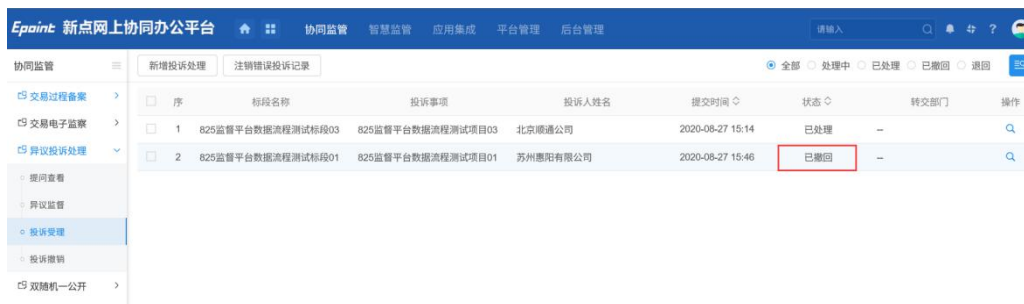 Epoint 新点网上协同办公平台 协同监管 智慧监管 应用集成 平台管理 后台管理 请输入 ?
协同监管 新增投诉处理 注销错误投诉记录 全部 处理中 已处理 已撤回 退回
交易过程备案
序 标段名称 投诉事项 投诉人姓名 提交时间 状态 转交部门 操作
交易电子监察
1 825监督平台数据流程测试标段03 825监督平台数据流程测试项目03 北京顺通公司 2020-08-27 15:14 已处理 --
异议投诉处理
2 825监督平台数据流程测试标段01 825监督平台数据流程测试项目01 苏州惠阳有限公司 2020-08-27 15:46 已撤回 --
提问查看
异议监督
投诉受理
投诉撤销
双随机一公开